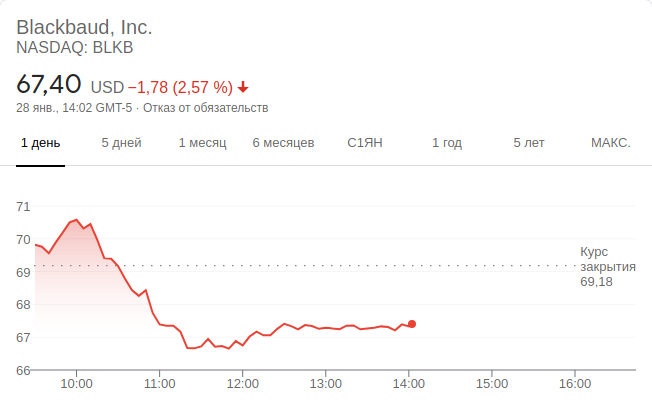 Blackbaud, Inc.
NASDAQ: BLKB
67,40 USD −1,78 (2,57 %)
28 янв., 14:02 GMT-5 · Отказ от обязательств
1 день 5 дней 1 месяц 6 месяцев С1ЯН 1 год 5 лет МАКС.
71
70
69
68
67
66
Курс
закрытия
69,18
10:00 11:00 12:00 13:00 14:00 15:00 16:00